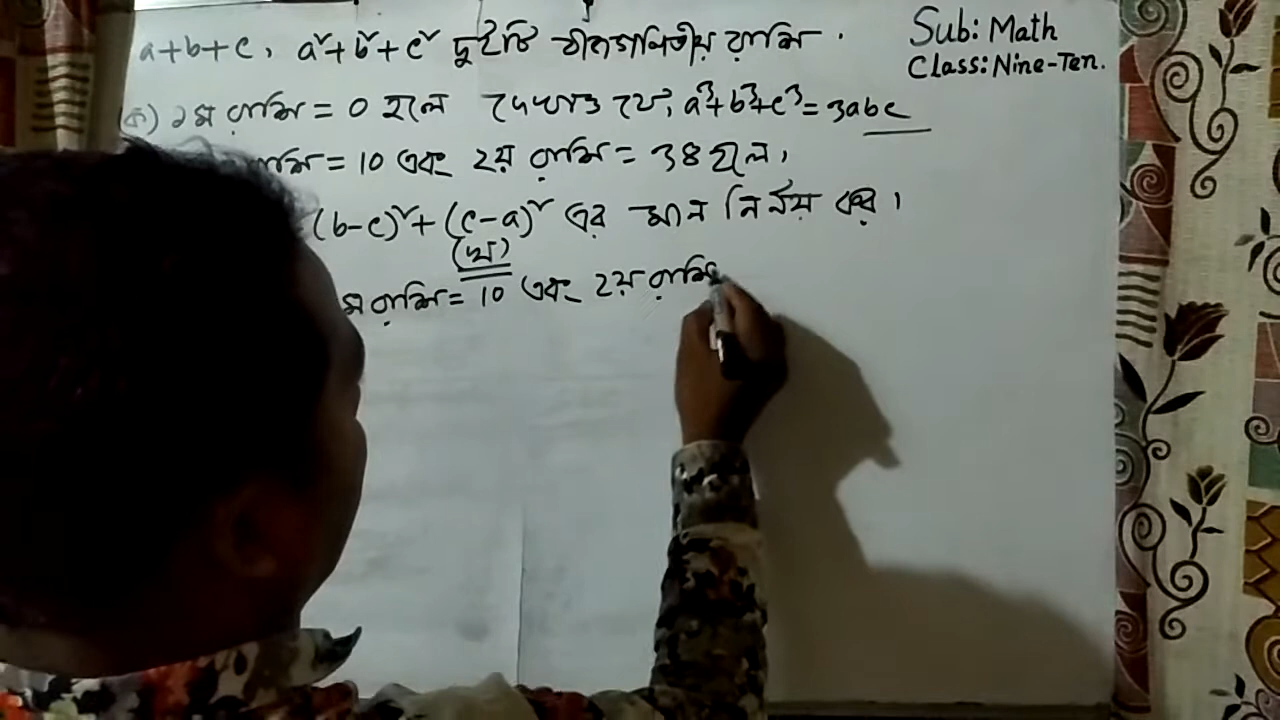 a+b+c, a²+b²+c² দুইটি বীজগাণিতীয় রাশি।
Sub: Math
Class: Nine-Ten.
(ক) ১ম রাশি = 0 হলে দেখাও যে, a³+b³+c³=3abc
রাশি = 10 এবং ২য় রাশি = 38 হলে,
(b-c)²+(c-a)² এর মান নির্নয় কর।
(খ)
ম রাশি = 10 এবং ২য় রাশি